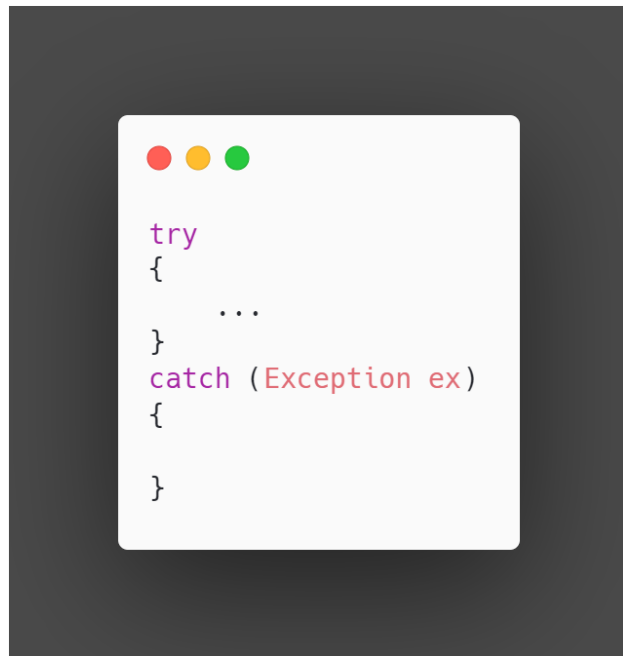 try
{
    ...
}
catch (Exception ex)
{
}